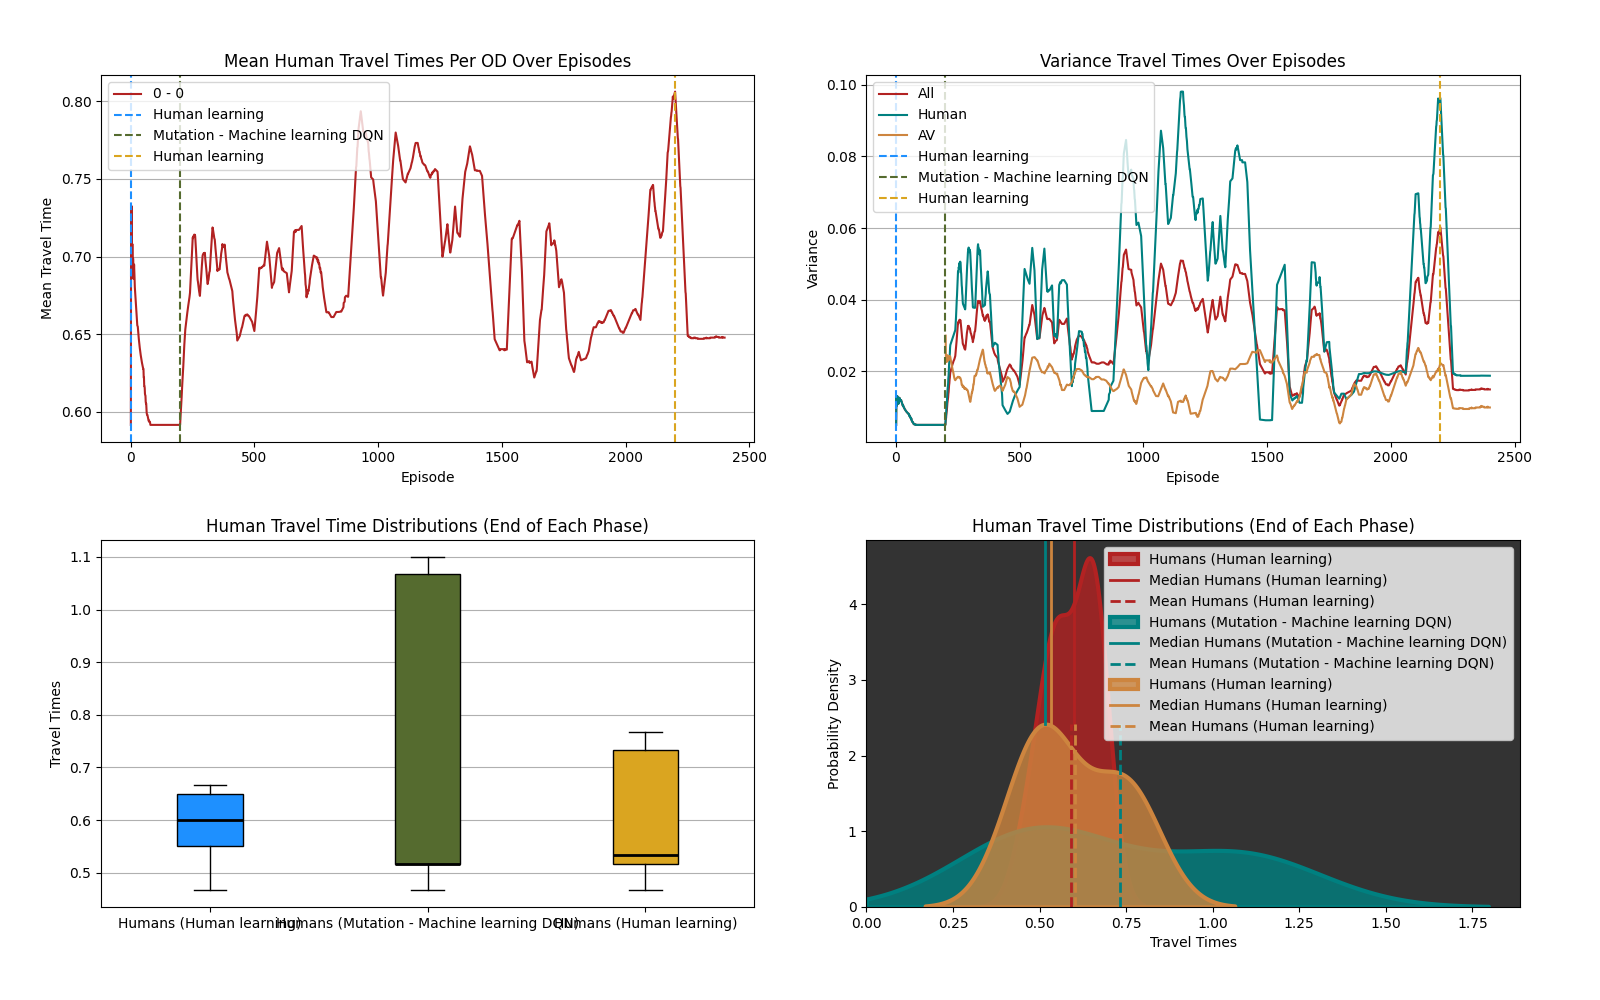 Mean Human Travel Times Per OD Over Episodes
0.80
0.75
0.70
0.65
0.60
Mean Travel Time
0 - 0
Human learning
Mutation - Machine learning DQN
Human learning
0
500
1000
1500
2000
2500
Episode
Variance Travel Times Over Episodes
0.10
0.08
0.06
0.04
0.02
Variance
All
Human
AV
Human learning
Mutation - Machine learning DQN
Human learning
0
500
1000
1500
2000
2500
Episode
Human Travel Time Distributions (End of Each Phase)
1.1
1.0
0.9
0.8
0.7
0.6
0.5
Travel Times
Humans (Human learning)
Humans (Mutation - Machine learning DQN)
Humans (Human learning)
Human Travel Time Distributions (End of Each Phase)
4
3
2
1
0
Probability Density
Humans (Human learning)
Median Humans (Human learning)
Mean Humans (Human learning)
Humans (Mutation - Machine learning DQN)
Median Humans (Mutation - Machine learning DQN)
Mean Humans (Mutation - Machine learning DQN)
Humans (Human learning)
Median Humans (Human learning)
Mean Humans (Human learning)
0.00
0.25
0.50
0.75
1.00
1.25
1.50
1.75
Travel Times